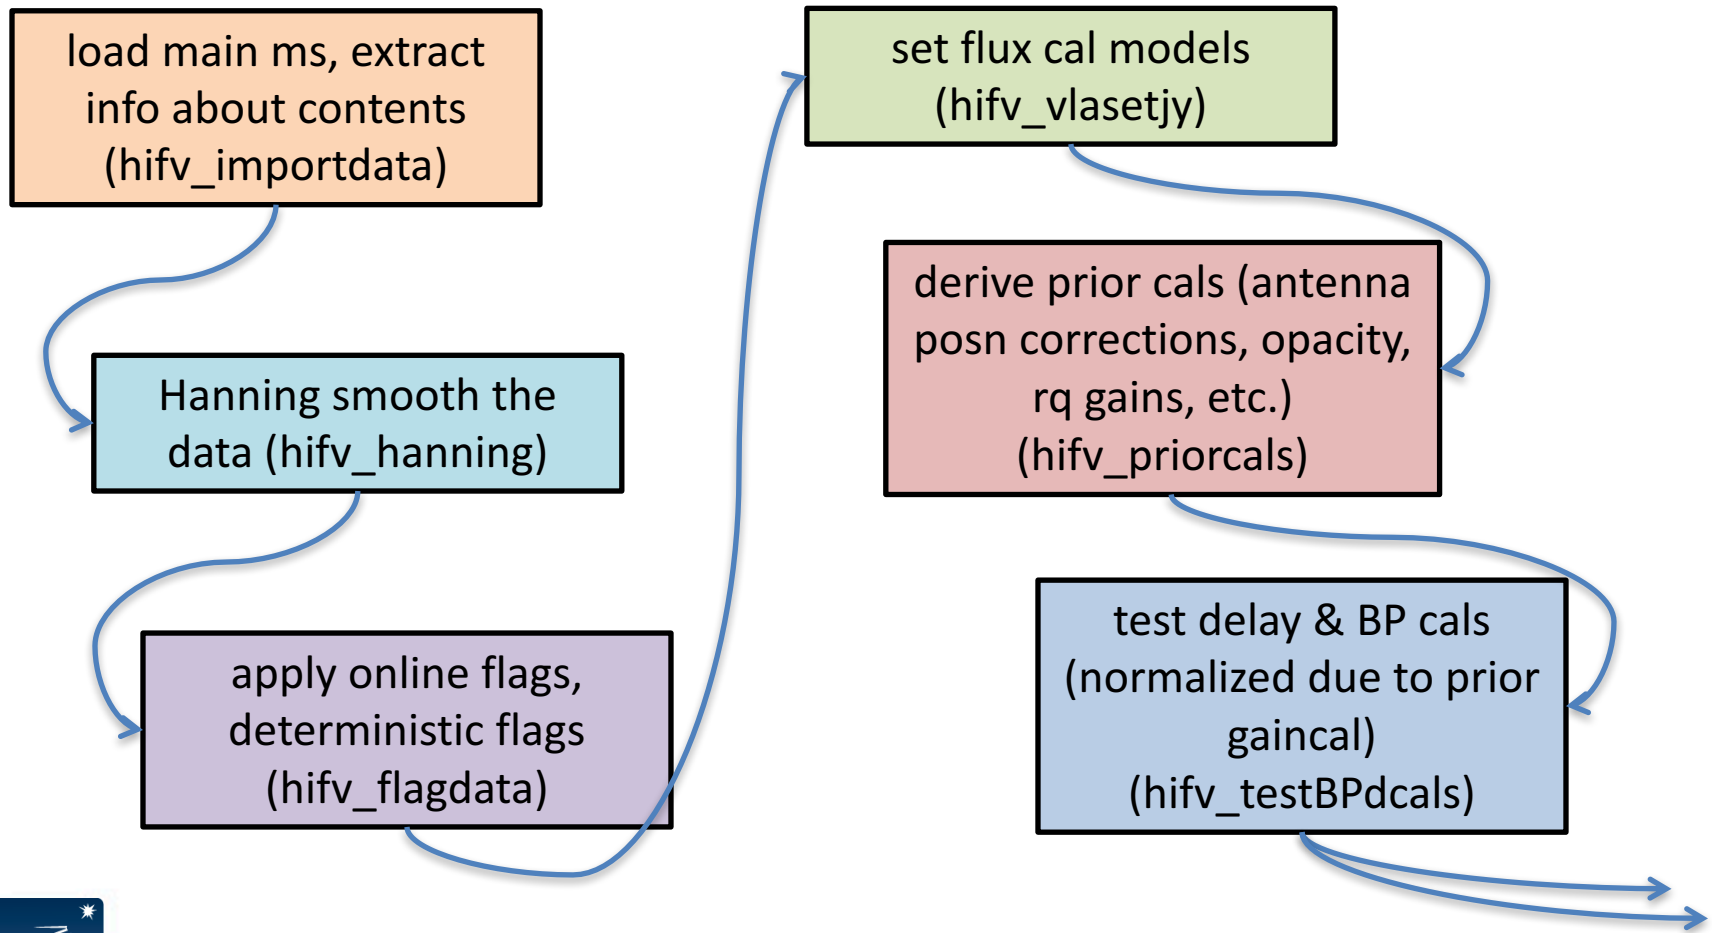 load main ms, extract
info about contents
(hifv_importdata)
Hanning smooth the
data (hifv_hanning)
apply online flags,
deterministic flags
(hifv_flagdata)
set flux cal models
(hifv_vlasetjy)
derive prior cals (antenna
posn corrections, opacity,
rq gains, etc.)
(hifv_priorcals)
test delay & BP cals
(normalized due to prior
gaincal)
(hifv_testBPdcals)